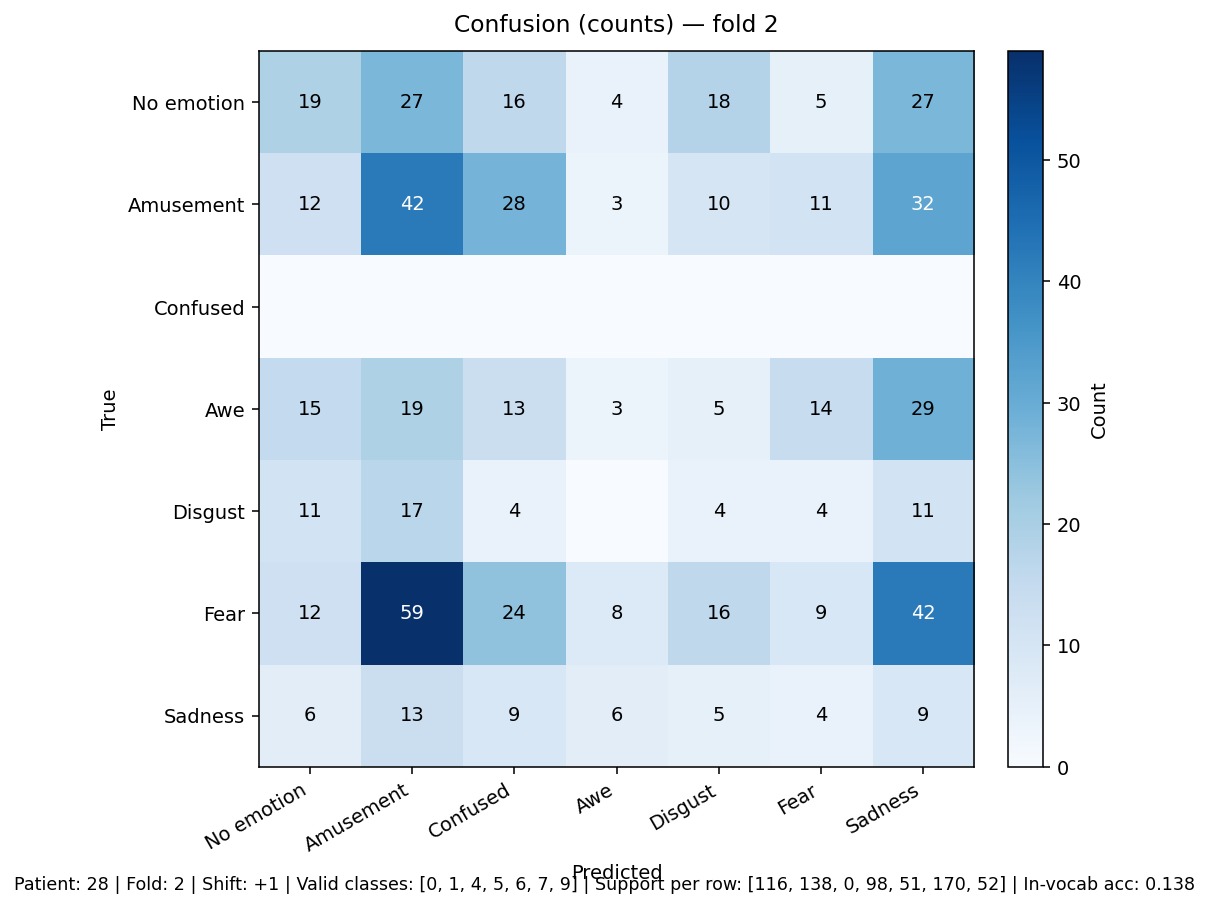 Confusion (counts) — fold 2
No emotion 19 27 16 4 18 5 27
Amusement 12 42 28 3 10 11 32
Confused
Awe 15 19 13 3 5 14 29
Disgust 11 17 4 4 4 11
Fear 12 59 24 8 16 9 42
Sadness 6 13 9 6 5 4 9
True
No emotion Amusement Confused Awe Disgust Fear Sadness
Predicted
50
40
30
20
10
0
Count
Patient: 28 | Fold: 2 | Shift: +1 | Valid classes: [0, 1, 4, 5, 6, 7, 9] | Support per row: [116, 138, 0, 98, 51, 170, 52] | In-vocab acc: 0.138